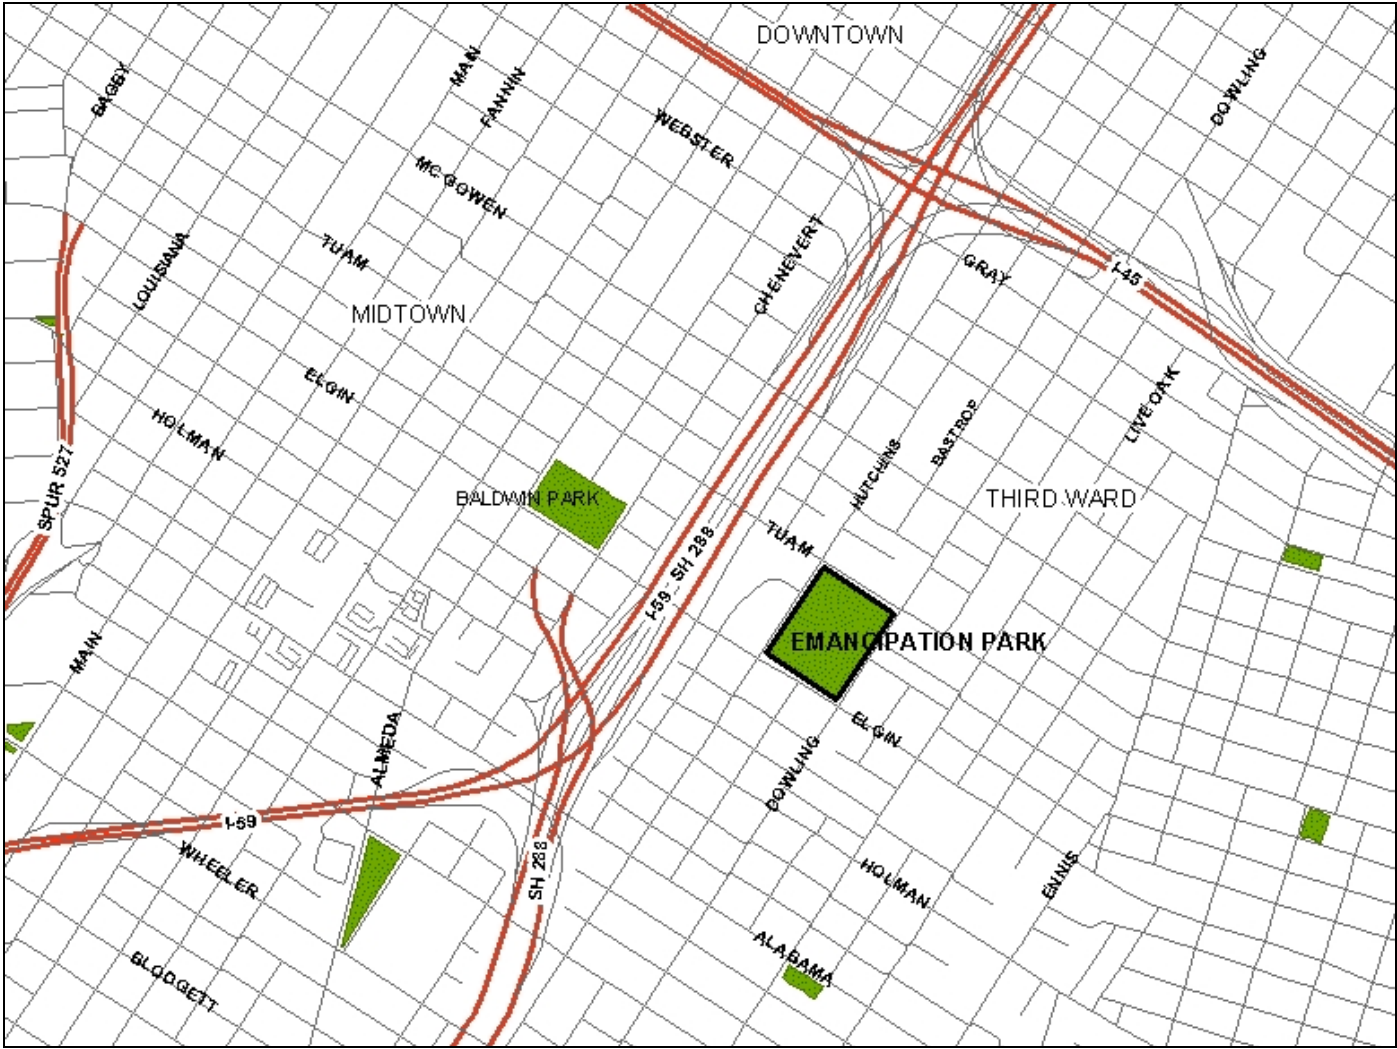 DOWNTOWN
MAIN
FANNIN
BAGBY
DOWLING
WEBSTER
MC GOWEN
CHENEVERT
LOUISIANA
TUAM
GRAY
I-45
MIDTOWN
ELGIN
HOLMAN
LIVE OAK
BASTROP
HUTCHINS
SPUR 527
BALDWIN PARK
THIRD WARD
TUAM
I-59 - SH 288
EMANCIPATION PARK
MAIN
ALMEDA
ELGIN
DOWLING
I-59
WHEELER
SH 288
HOLMAN
ENNIS
ALABAMA
BLODGETT